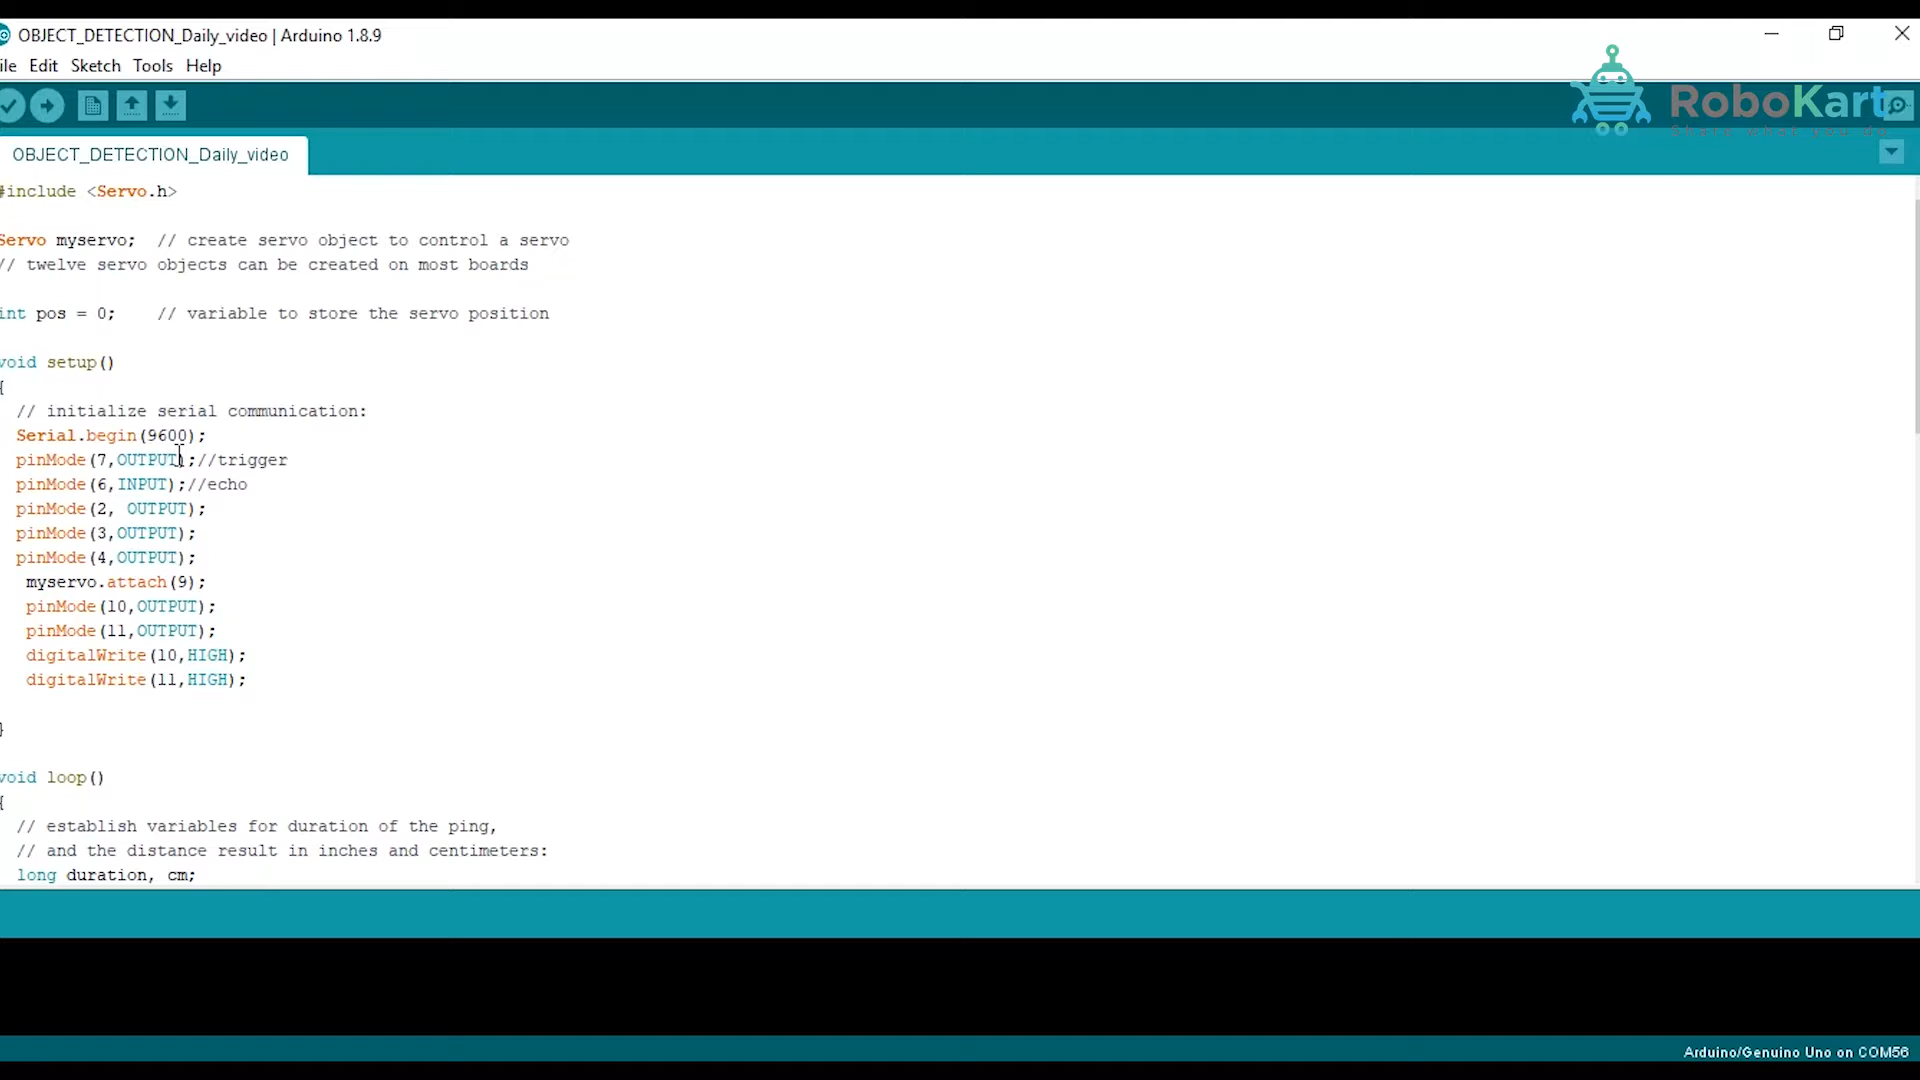 OBJECT_DETECTION_Daily_video | Arduino 1.8.9
ile Edit Sketch Tools Help
RoboKart
Share what you do
OBJECT_DETECTION_Daily_video
#include <Servo.h>
Servo myservo;  // create servo object to control a servo
// twelve servo objects can be created on most boards
int pos = 0;    // variable to store the servo position
void setup()
{
// initialize serial communication:
Serial.begin(9600);
pinMode(7,OUTPUT);//trigger
pinMode(6,INPUT);//echo
pinMode(2, OUTPUT);
pinMode(3,OUTPUT);
pinMode(4,OUTPUT);
myservo.attach(9);
pinMode(10,OUTPUT);
pinMode(11,OUTPUT);
digitalWrite(10,HIGH);
digitalWrite(11,HIGH);
}
void loop()
{
// establish variables for duration of the ping,
// and the distance result in inches and centimeters:
long duration, cm;
Arduino/Genuino Uno on COM56